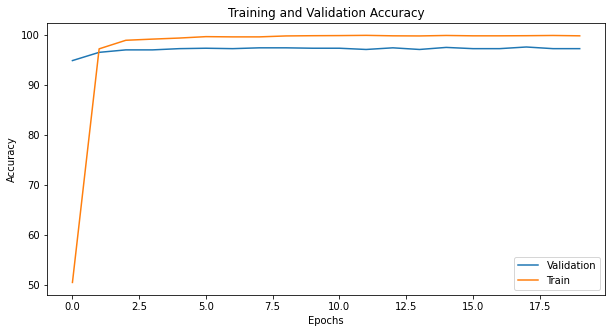 Training and Validation Accuracy
Accuracy
100
90
80
70
60
50
0.0 2.5 5.0 7.5 10.0 12.5 15.0 17.5
Epochs
Validation
Train